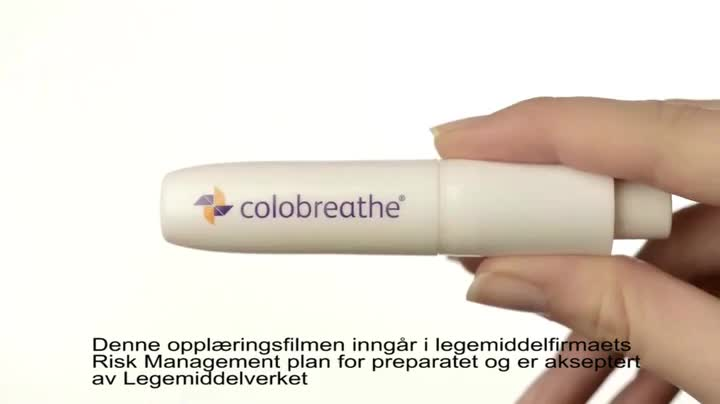 colobreathe®
Denne opplæringsfilmen inngår i legemiddelfirmaets
Risk Management plan for preparatet og er akseptert
av Legemiddelverket